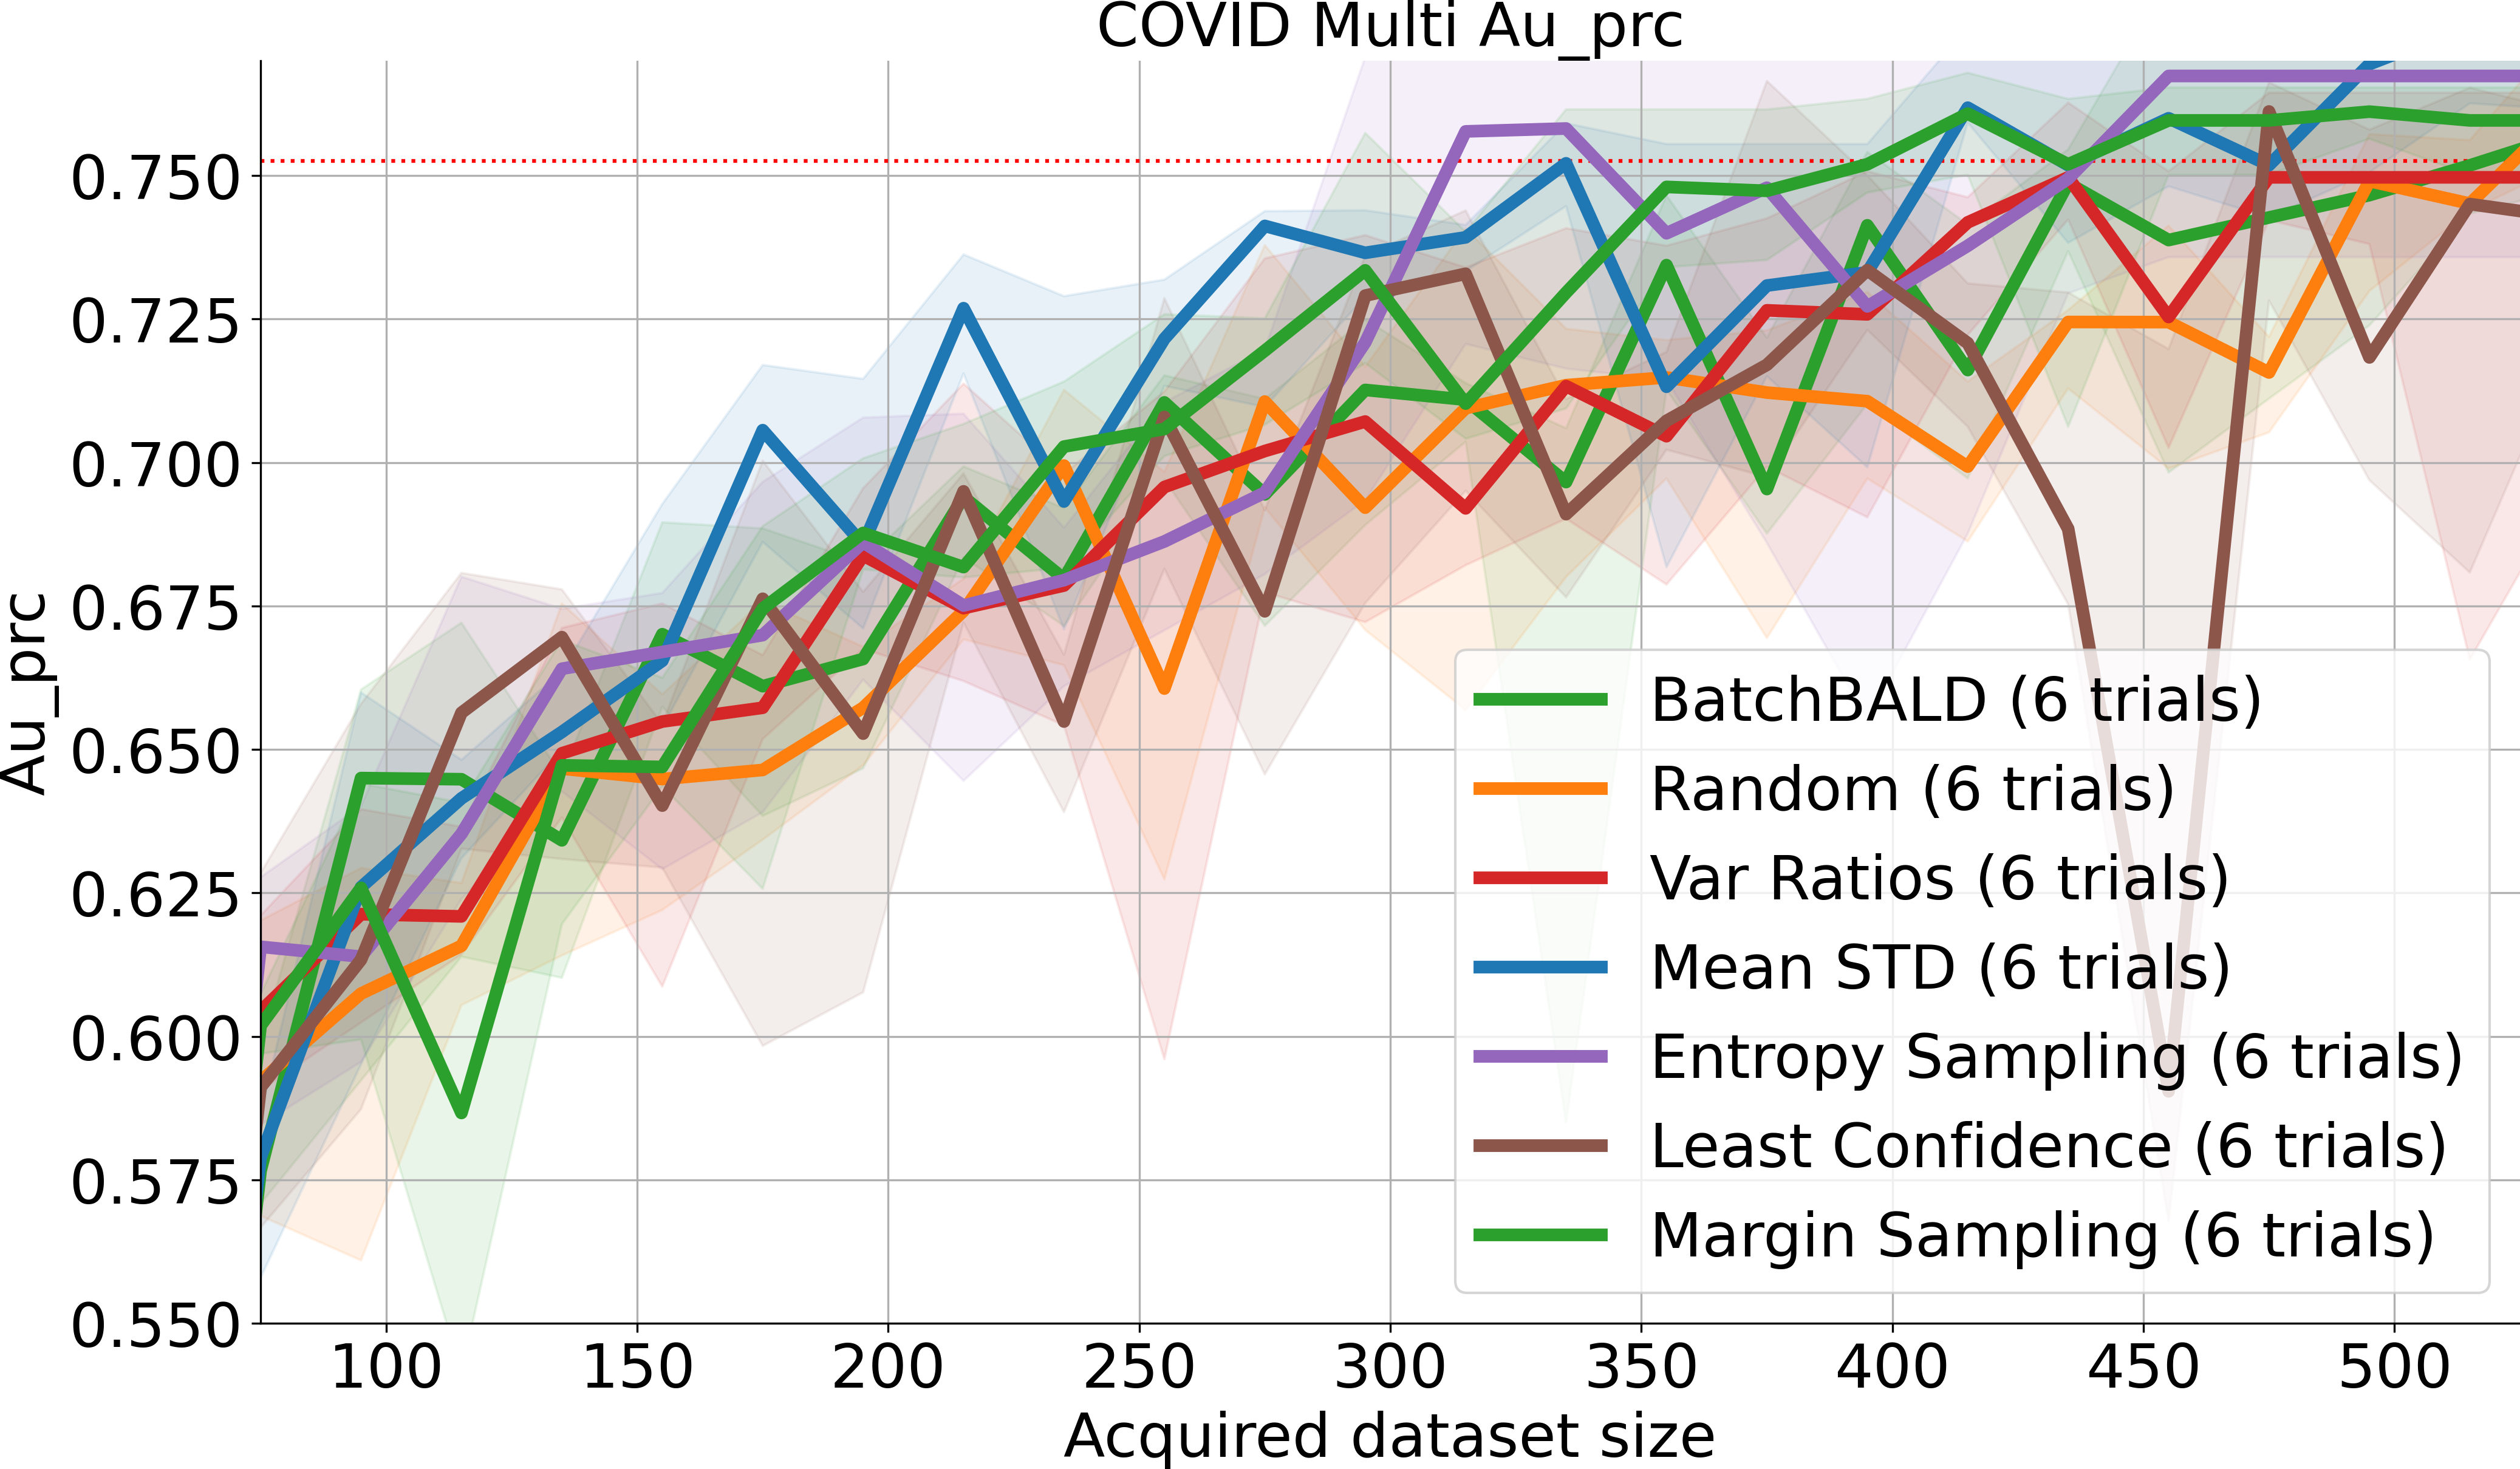 COVID Multi Au_prc
Au_prc
0.750
0.725
0.700
0.675
0.650
0.625
0.600
0.575
0.550
BatchBALD (6 trials)
Random (6 trials)
Var Ratios (6 trials)
Mean STD (6 trials)
Entropy Sampling (6 trials)
Least Confidence (6 trials)
Margin Sampling (6 trials)
100 150 200 250 300 350 400 450 500
Acquired dataset size